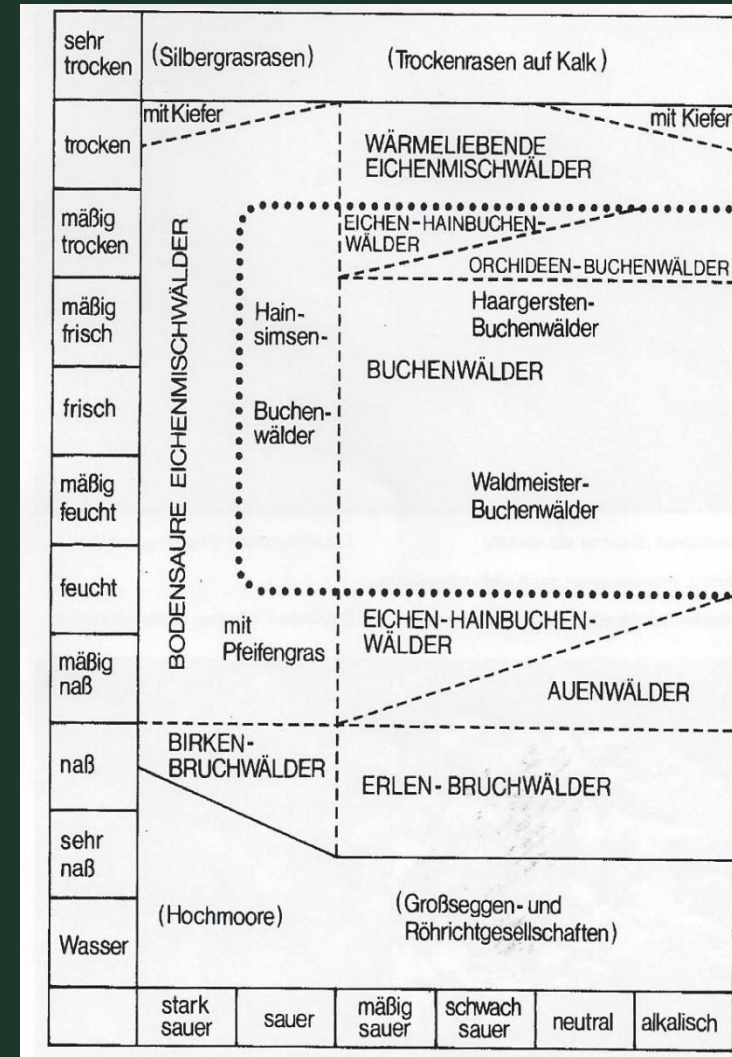 sehr
trocken
(Silbergrasrasen)
(Trockenrasen auf Kalk)
trocken
mit Kiefer
mit Kiefer
WÄRMELIEBENDE
EICHENMISCHWÄLDER
mäßig
trocken
EICHEN-HAINBUCHEN-
WÄLDER
ORCHIDEEN-BUCHENWÄLDER
BODENSAURE EICHENMISCHWÄLDER
mäßig
frisch
Hain-
simsen-
Haargersten-
Buchenwälder
BUCHENWÄLDER
frisch
Buchen-
wälder
mäßig
feucht
Waldmeister-
Buchenwälder
feucht
mit
Pfeifengras
EICHEN-HAINBUCHEN-
WÄLDER
mäßig
naß
AUENWÄLDER
naß
BIRKEN-
BRUCHWÄLDER
ERLEN-BRUCHWÄLDER
sehr
naß
Wasser
(Hochmoore)
(Großseggen- und
Röhrichtgesellschaften)
stark
sauer
sauer
mäßig
sauer
schwach
sauer
neutral
alkalisch